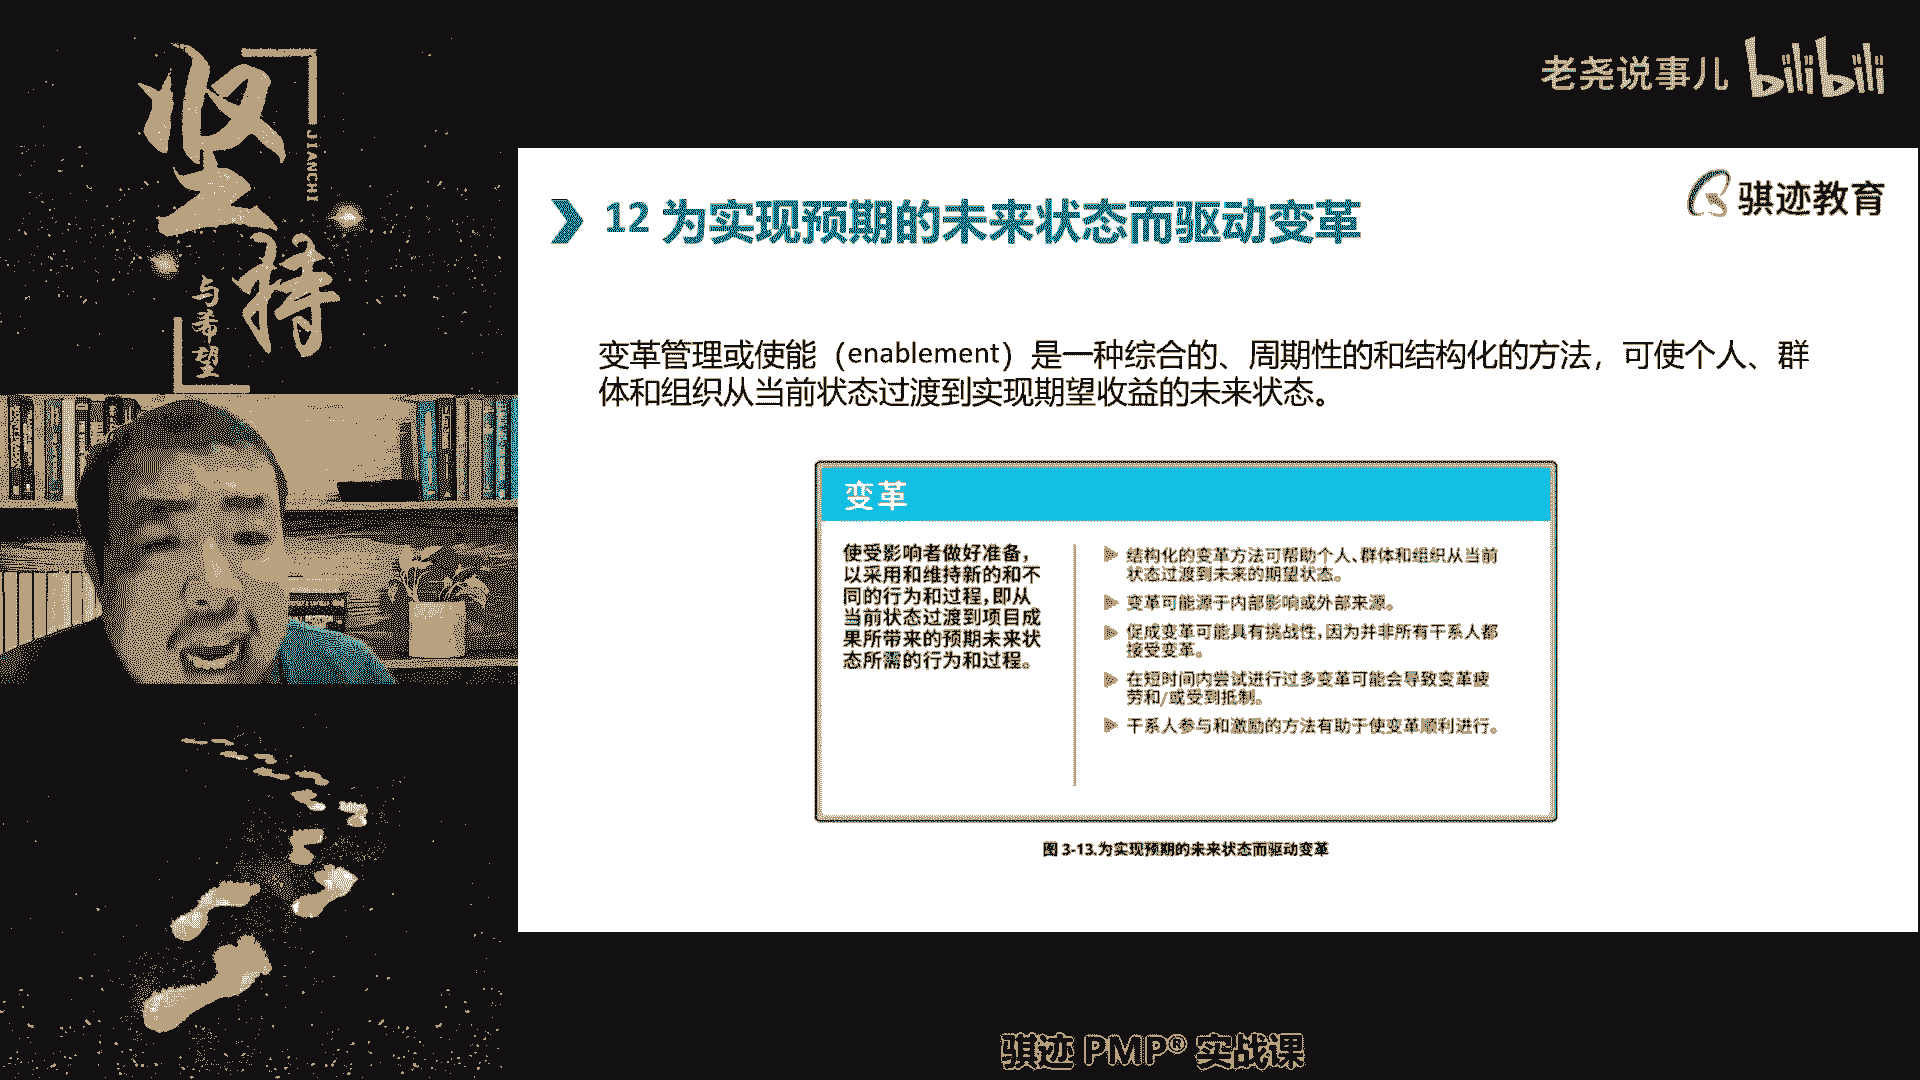 坚持
JIANCHI
与希望
老尧说事儿 bilibili
骐迹教育
12 为实现预期的未来状态而驱动变革
变革管理或使能（enablement）是一种综合的、周期性的和结构化的方法，可使个人、群
体和组织从当前状态过渡到实现期望收益的未来状态。
变革
使受影响者做好准备，
以采用和维持新的和不
同的行为和过程，即从
当前状态过渡到项目成
果所带来的预期未来状
态所需的行为和过程。
结构化的变革方法可帮助个人、群体和组织从当前
状态过渡到未来的期望状态。
变革可能源于内部影响或外部来源。
促成变革可能具有挑战性，因为并非所有干系人都
接受变革。
在短时间内尝试进行过多变革可能会导致变革疲
劳和/或受到抵制。
干系人参与和激励的方法有助于使变革顺利进行。
图 3-13.为实现预期的未来状态而驱动变革
骐迹 PMP® 实战课